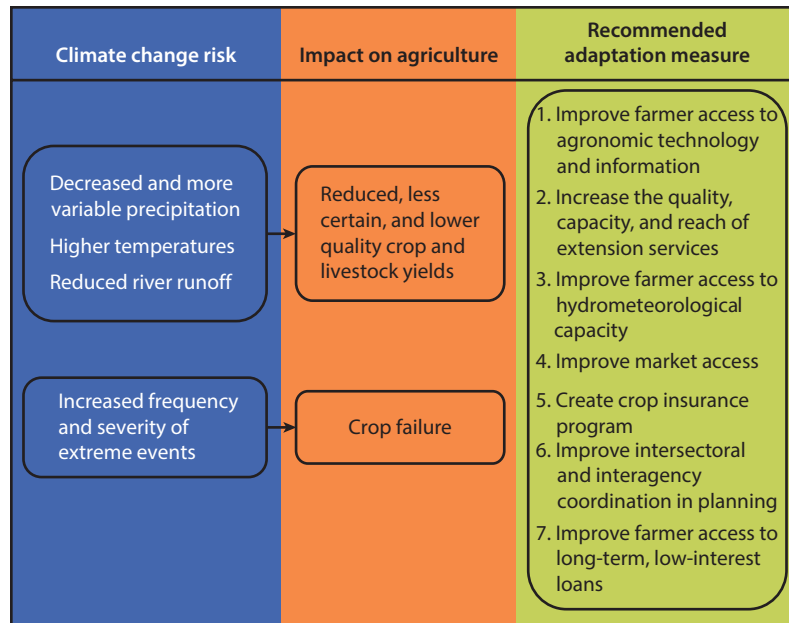 Climate change risk
Impact on agriculture
Recommended
adaptation measure
Decreased and more
variable precipitation
Higher temperatures
Reduced river runoff
Reduced, less
certain, and lower
quality crop and
livestock yields
Increased frequency
and severity of
extreme events
Crop failure
1. Improve farmer access to
agronomic technology
and information
2. Increase the quality,
capacity, and reach of
extension services
3. Improve farmer access to
hydrometeorological
capacity
4. Improve market access
5. Create crop insurance
program
6. Improve intersectoral
and interagency
coordination in planning
7. Improve farmer access to
long-term, low-interest
loans